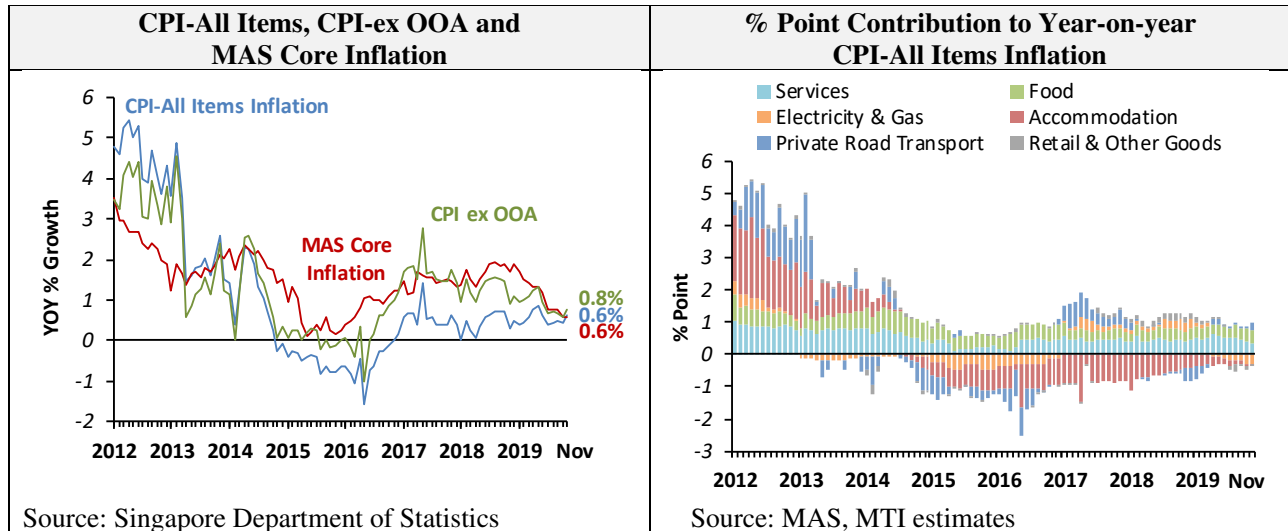 CPI-All Items, CPI-ex OOA and
MAS Core Inflation
YOY % Growth
6
5
4
3
2
1
0
-1
-2
CPI-All Items Inflation
CPI ex OOA
MAS Core
Inflation
0.8%
0.6%
0.6%
2012 2013 2014 2015 2016 2017 2018 2019 Nov
Source: Singapore Department of Statistics
% Point Contribution to Year-on-year
CPI-All Items Inflation
Services Food
Electricity & Gas Accommodation
Private Road Transport Retail & Other Goods
% Point
6
5
4
3
2
1
0
-1
-2
-3
2012 2013 2014 2015 2016 2017 2018 2019 Nov
Source: MAS, MTI estimates